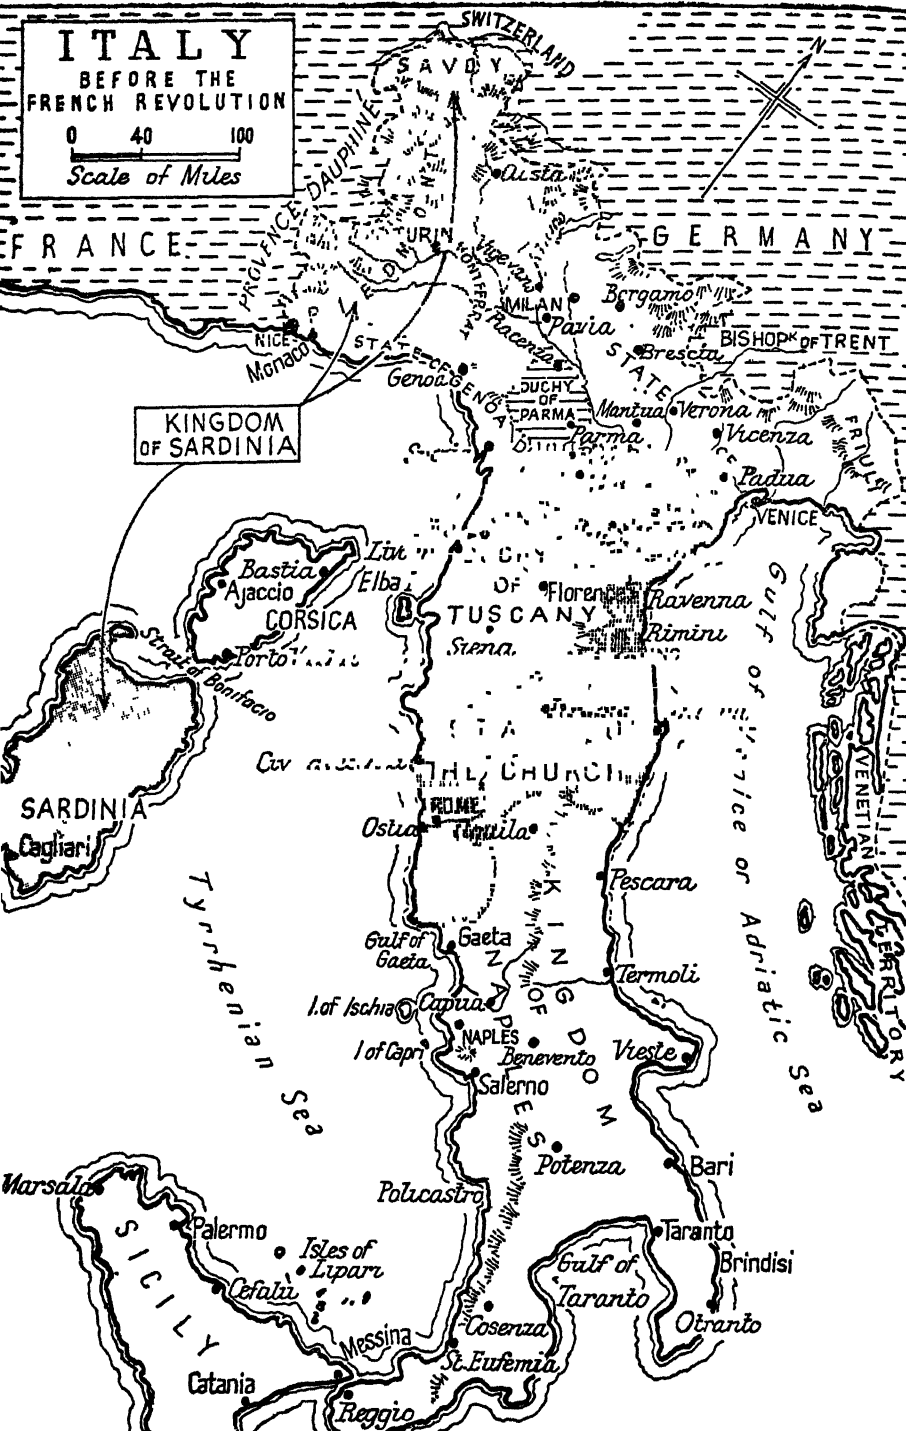 ITALY
BEFORE THE
FRENCH REVOLUTION
0 40 100
Scale of Miles
SWITZERLAND
SAVOY
N
PROVENCE DAUPHINÉ
Aosta
FRANCE
GERMANY
URIN
PIEDMONT
MONTFERRAT
Vigevano
MILAN
Bergamo
Pavia
Piacenza
NICE
Monaco
STATE OF GENOA
Genoa
STATE
Brescia
BISHOPK OF TRENT
DUCHY
OF
PARMA
Mantua
Verona
Vicenza
Parma
FRIULI
Padua
VENICE
KINGDOM
OF SARDINIA
Bastia
Ajaccio
CORSICA
Porto
Elba
OF
TUSCANY
Florence
Siena
Ravenna
Rimini
Gulf of Venice or Adriatic Sea
Strait of Bonifacio
SARDINIA
Cagliari
THE CHURCH
ROME
Ostia
Aquila
VENETIAN
TERRITORY
Pescara
Tyrrhenian Sea
Gulf of
Gaeta
Gaeta
KINGDOM
OF
NAPLES
Termoli
I. of Ischia
Capua
NAPLES
I of Capri
Benevento
Vieste
Salerno
Potenza
Bari
Marsala
Policastro
Palermo
SICILY
Isles of
Lipari
Taranto
Brindisi
Gulf of
Taranto
Cefalù
Cosenza
Otranto
Messina
St. Eufemia
Catania
Reggio